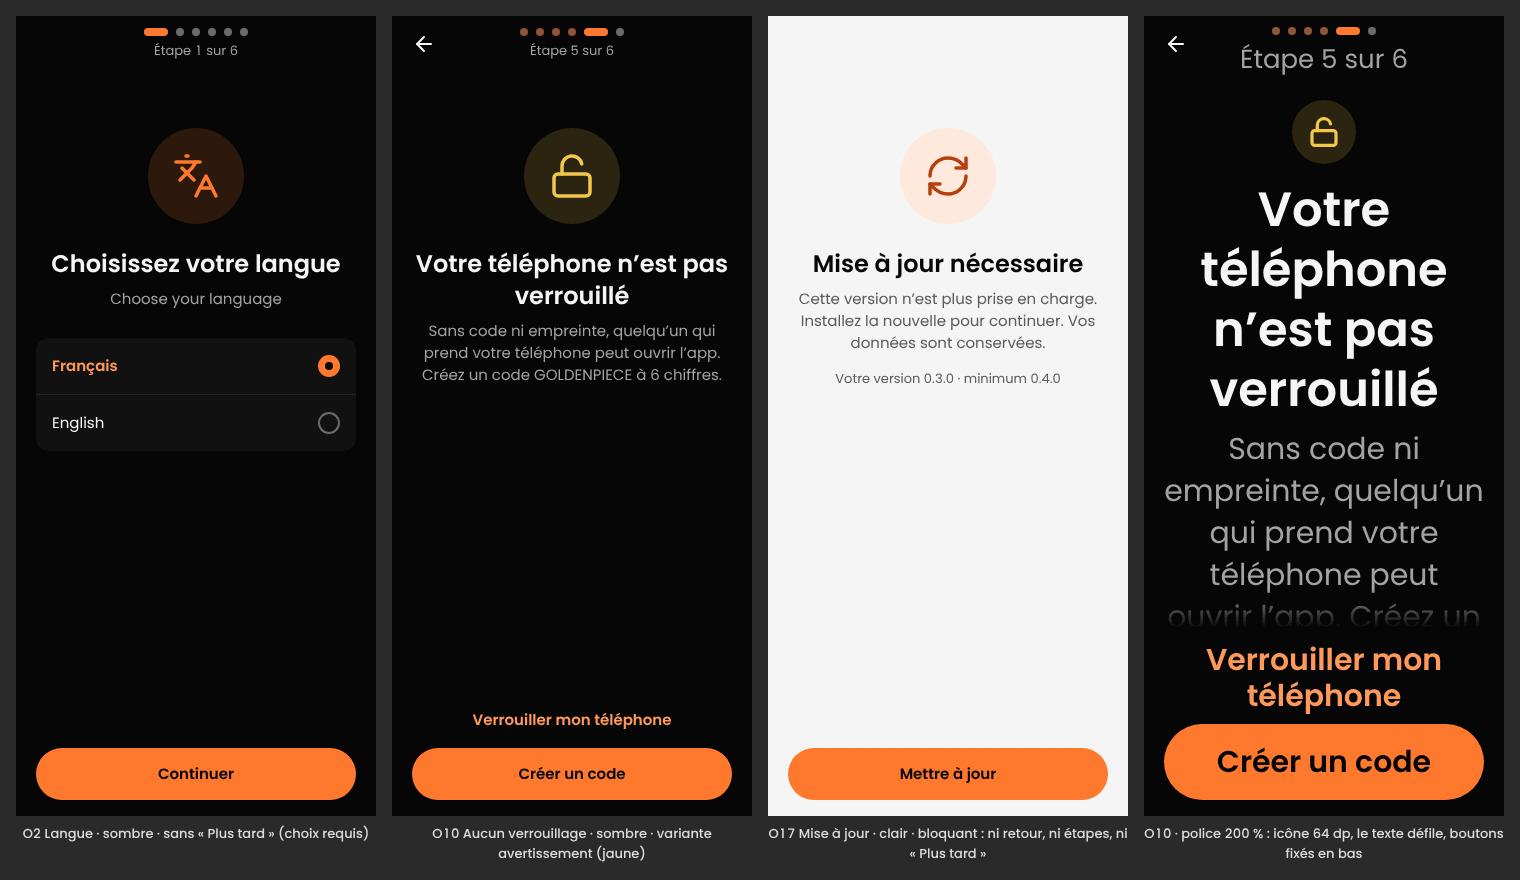 Étape 1 sur 6
Choisissez votre langue
Choose your language
Français
English
Continuer
O2 Langue · sombre · sans « Plus tard » (choix requis)
Étape 5 sur 6
Votre téléphone n’est pas
verrouillé
Sans code ni empreinte, quelqu’un qui
prend votre téléphone peut ouvrir l’app.
Créez un code GOLDENPIECE à 6 chiffres.
Verrouiller mon téléphone
Créer un code
O10 Aucun verrouillage · sombre · variante
avertissement (jaune)
Mise à jour nécessaire
Cette version n’est plus prise en charge.
Installez la nouvelle pour continuer. Vos
données sont conservées.
Votre version 0.3.0 · minimum 0.4.0
Mettre à jour
O17 Mise à jour · clair · bloquant : ni retour, ni étapes, ni
« Plus tard »
Étape 5 sur 6
Votre
téléphone
n’est pas
verrouillé
Sans code ni
empreinte, quelqu’un
qui prend votre
téléphone peut
ouvrir l’app. Créez un
Verrouiller mon
téléphone
Créer un code
O10 · police 200 % : icône 64 dp, le texte défile, boutons
fixés en bas